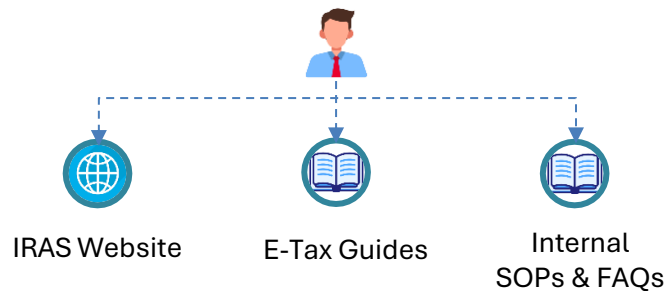 IRAS Website
E-Tax Guides
Internal
SOPs & FAQs